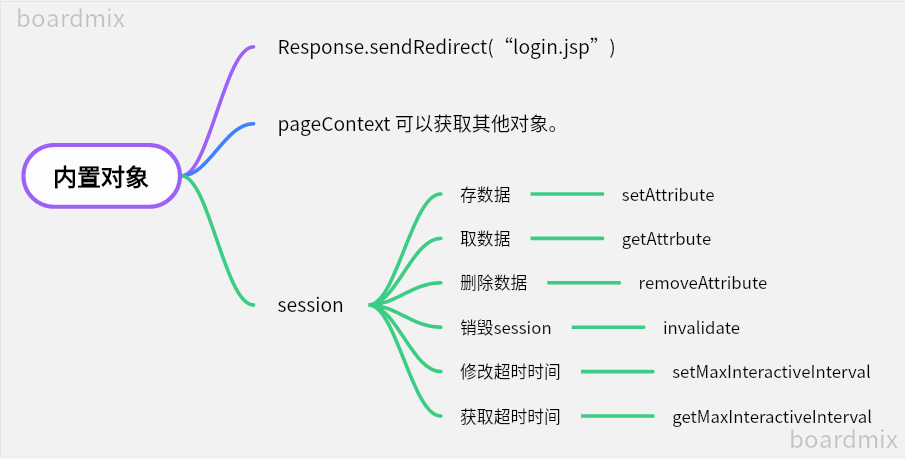 boardmix
Response.sendRedirect(“login.jsp”)
pageContext 可以获取其他对象。
内置对象
session
存数据 setAttribute
取数据 getAttrbute
删除数据 removeAttribute
销毁session invalidate
修改超时时间 setMaxInteractiveInterval
获取超时时间 getMaxInteractiveInterval
boardmix